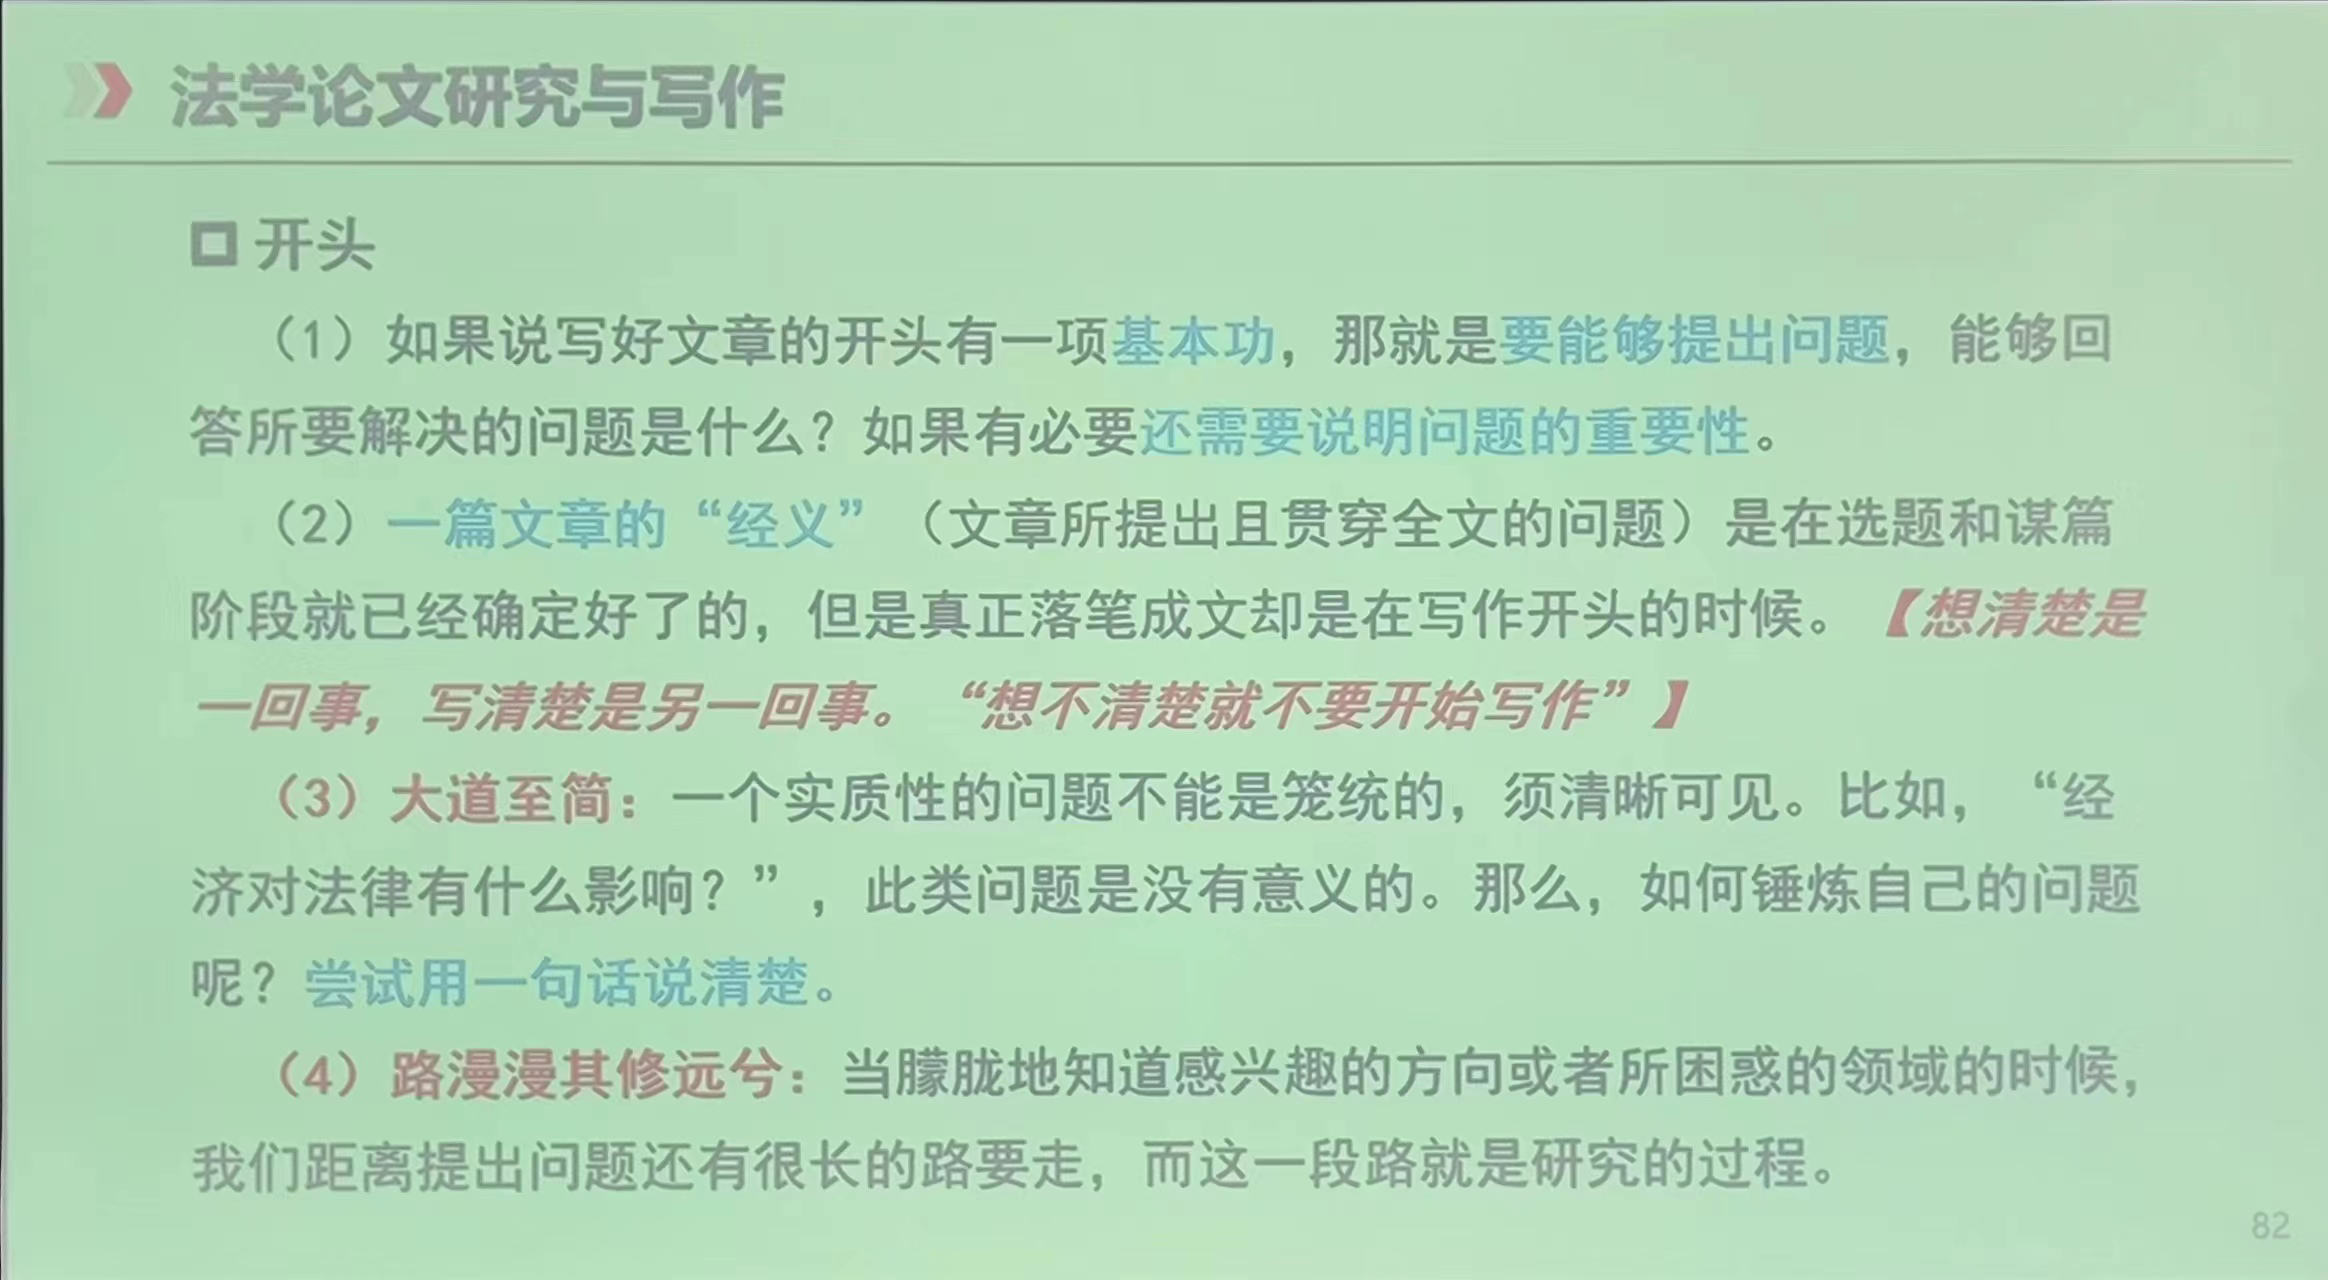 法学论文研究与写作
开头
（1）如果说写好文章的开头有一项基本功，那就是要能够提出问题，能够回
答所要解决的问题是什么？如果有必要还需要说明问题的重要性。
（2）一篇文章的“经义”（文章所提出且贯穿全文的问题）是在选题和谋篇
阶段就已经确定好了的，但是真正落笔成文却是在写作开头的时候。【想清楚是
一回事，写清楚是另一回事。“想不清楚就不要开始写作”】
（3）大道至简：一个实质性的问题不能是笼统的，须清晰可见。比如，“经
济对法律有什么影响？”，此类问题是没有意义的。那么，如何锤炼自己的问题
呢？尝试用一句话说清楚。
（4）路漫漫其修远兮：当朦胧地知道感兴趣的方向或者所困惑的领域的时候，
我们距离提出问题还有很长的路要走，而这一段路就是研究的过程。
82